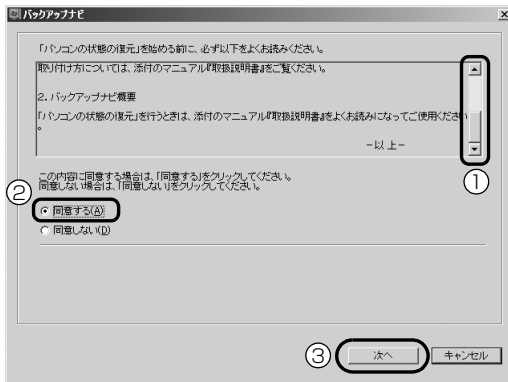 バックアップナビ
「パソコンの状態の復元」を始める前に、必ず以下をよくお読みください。
取り付け方については、添付のマニュアル『取扱説明書』をご覧ください。
2. バックアップナビ概要
「パソコンの状態の復元」を行うときは、添付のマニュアル『取扱説明書』をよくお読みになってご使用ください
。
－以 上－
①
この内容に同意する場合は、「同意する」をクリックしてください。
同意しない場合は、「同意しない」をクリックしてください。
②
同意する(A)
同意しない(D)
③
次へ
キャンセル